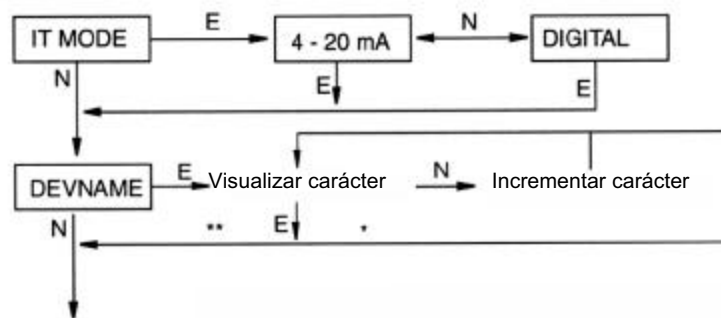 E
N
IT MODE
4 - 20 mA
DIGITAL
N
E
E
DEVNAME
E
Visualizar carácter
N
Incrementar carácter
N
**
E
*